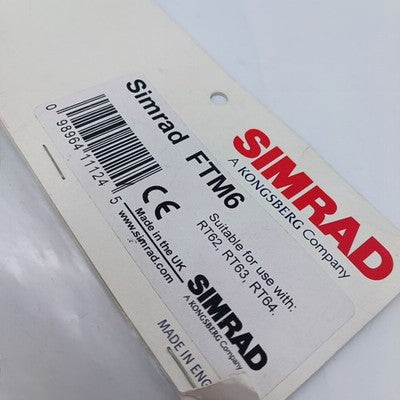 SIMRAD
A KONGSBERG Company
Simrad FTM6
0 98964 11124 5
CE
Suitable for use with:
RT62, RT63, RT64.
Made in the UK
www.simrad.com
SIMRAD
A KONGSBERG Company
MADE IN ENG